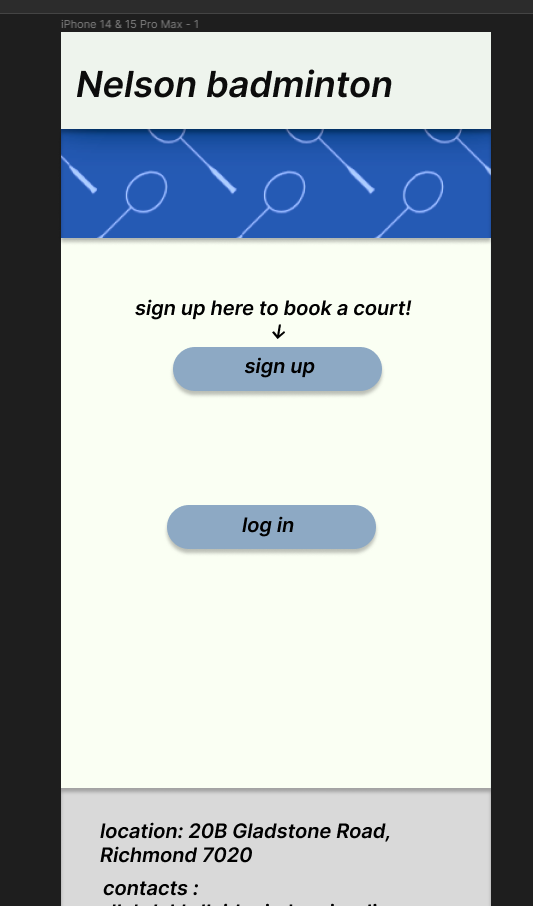 iPhone 14 & 15 Pro Max - 1
Nelson badminton
sign up here to book a court!
↓
sign up
log in
location: 20B Gladstone Road,
Richmond 7020
contacts :